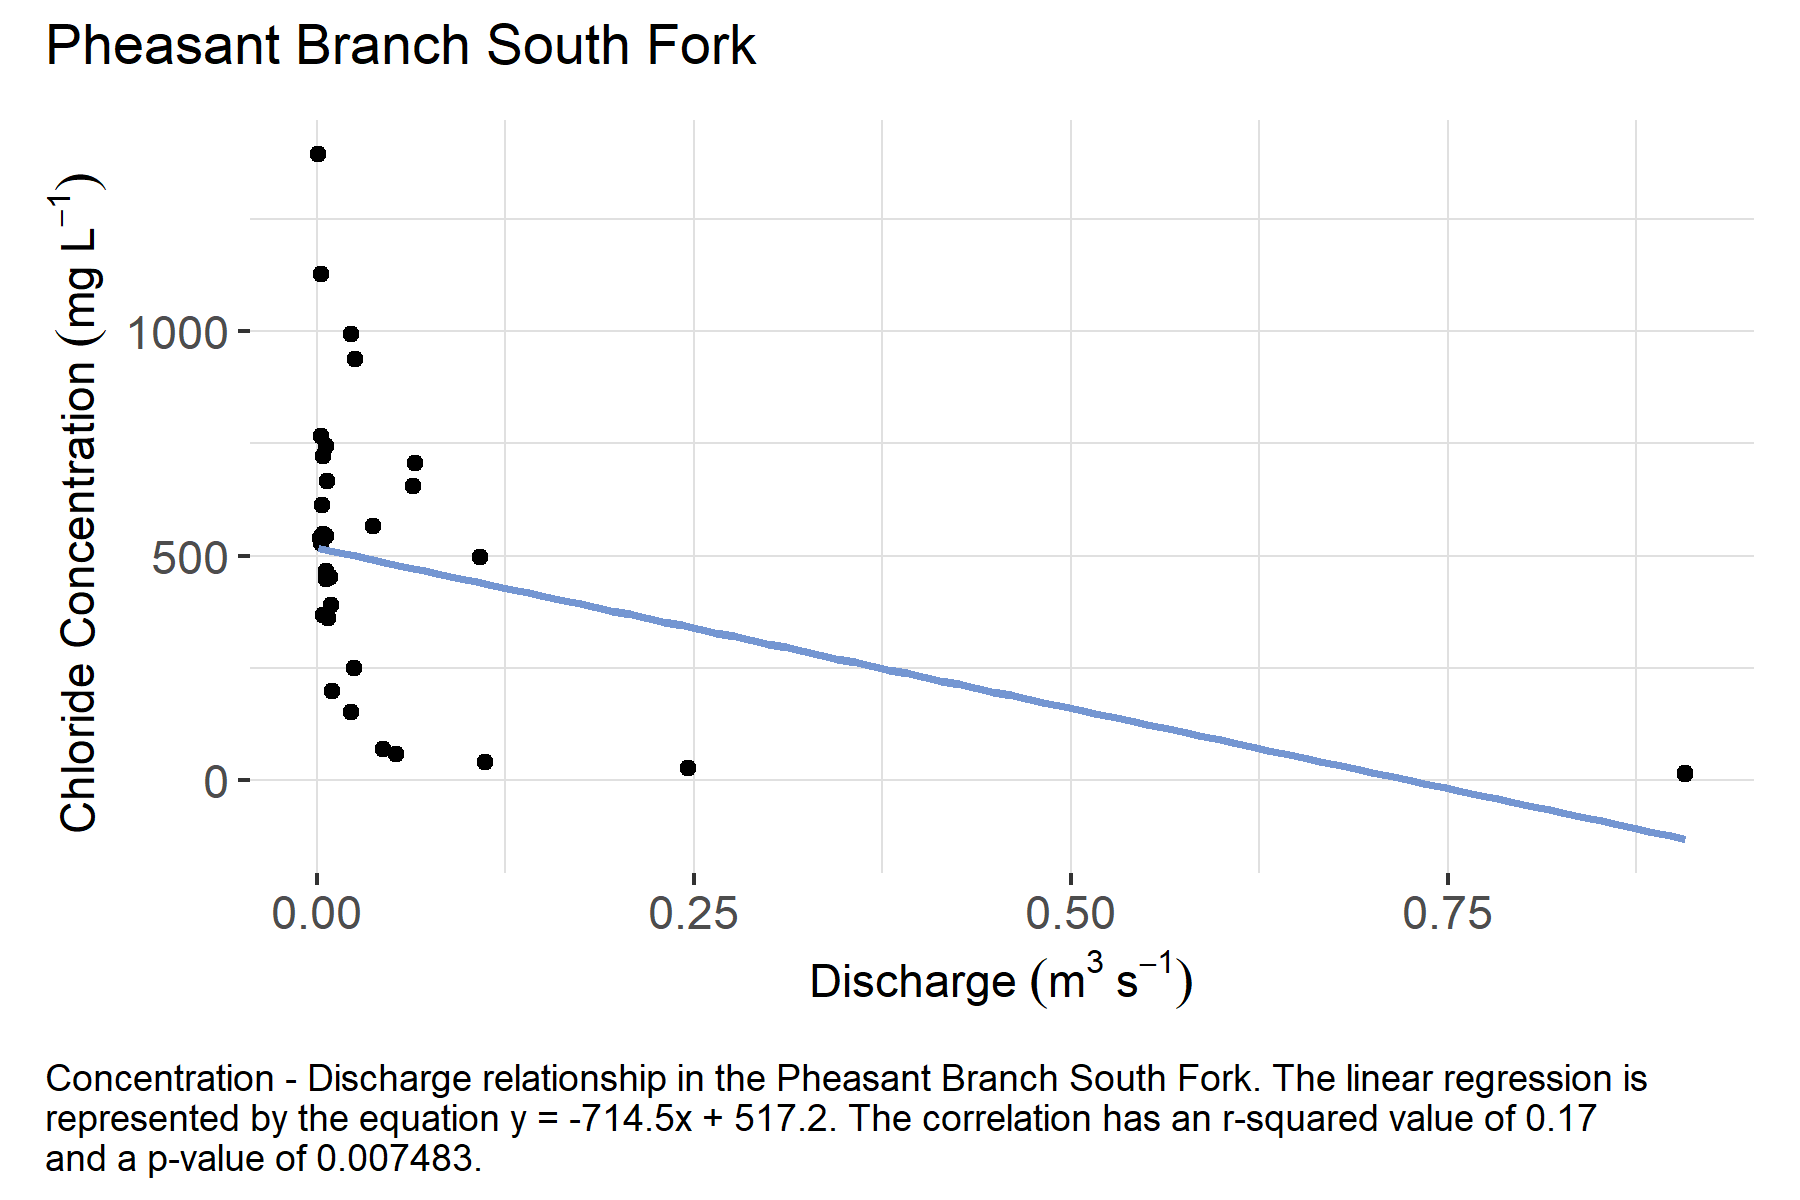 Pheasant Branch South Fork
Chloride Concentration (mg L⁻¹)
1000
500
0
0.00 0.25 0.50 0.75
Discharge (m³ s⁻¹)
Concentration - Discharge relationship in the Pheasant Branch South Fork. The linear regression is
represented by the equation y = -714.5x + 517.2. The correlation has an r-squared value of 0.17
and a p-value of 0.007483.